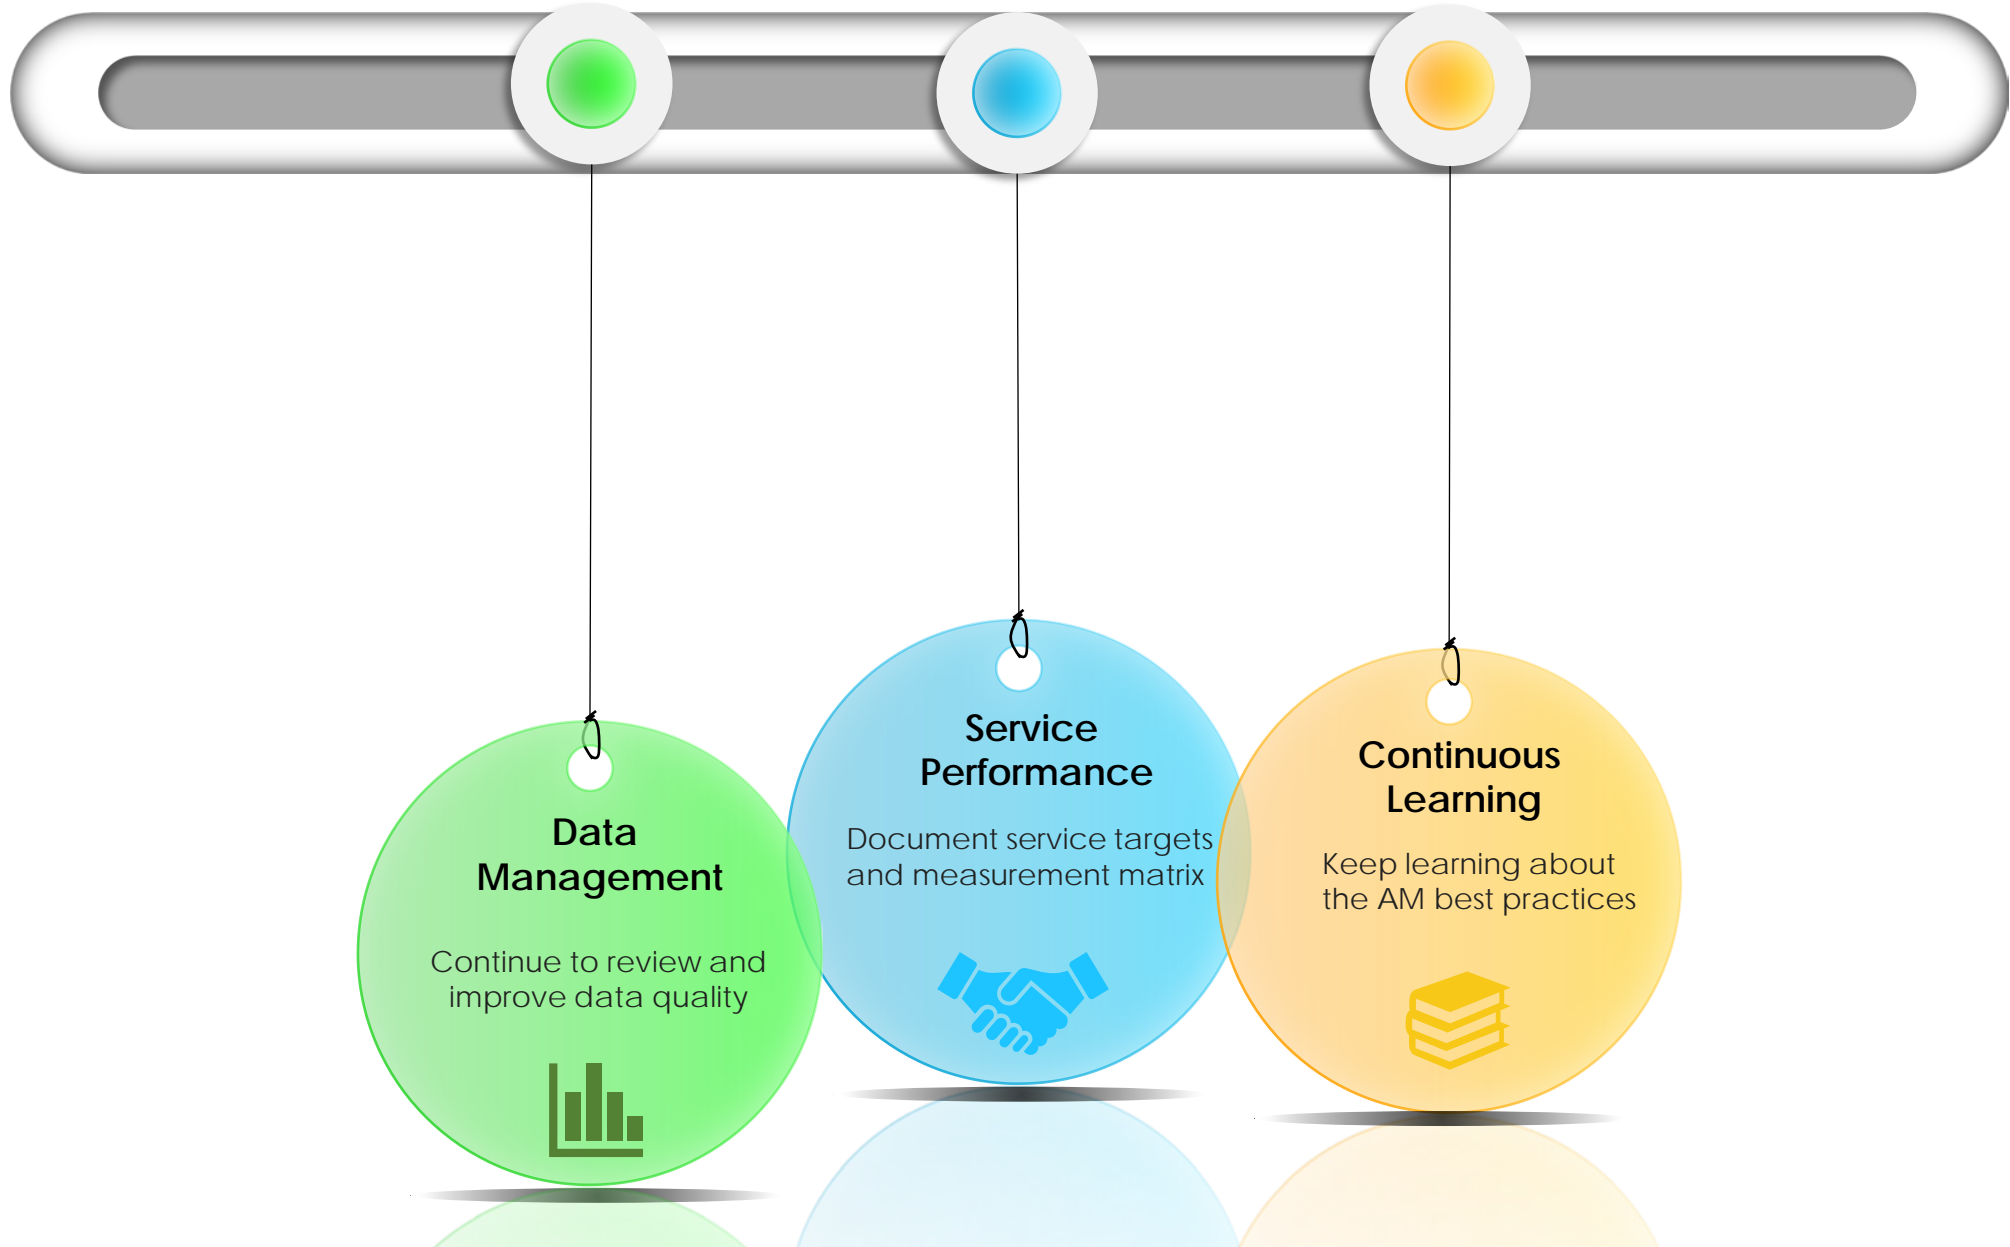 Data
Management
Continue to review and
improve data quality
Service
Performance
Document service targets
and measurement matrix
Continuous
Learning
Keep learning about
the AM best practices